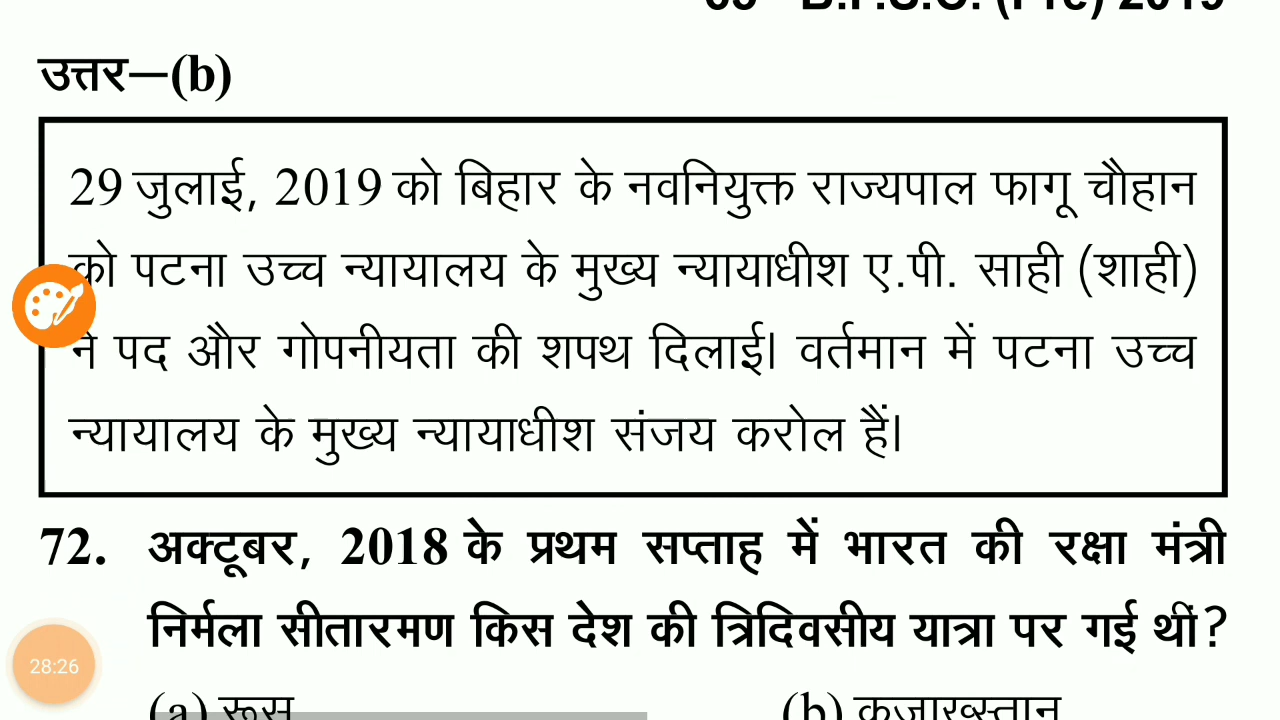 उत्तर—(b)
29 जुलाई, 2019 को बिहार के नवनियुक्त राज्यपाल फागू चौहान
को पटना उच्च न्यायालय के मुख्य न्यायाधीश ए.पी. साही (शाही)
ने पद और गोपनीयता की शपथ दिलाई। वर्तमान में पटना उच्च
न्यायालय के मुख्य न्यायाधीश संजय करोल हैं।
72. अक्टूबर, 2018 के प्रथम सप्ताह में भारत की रक्षा मंत्री
निर्मला सीतारमण किस देश की त्रिदिवसीय यात्रा पर गई थीं?
28:26
(a) रूस (b) कजाख्स्तान